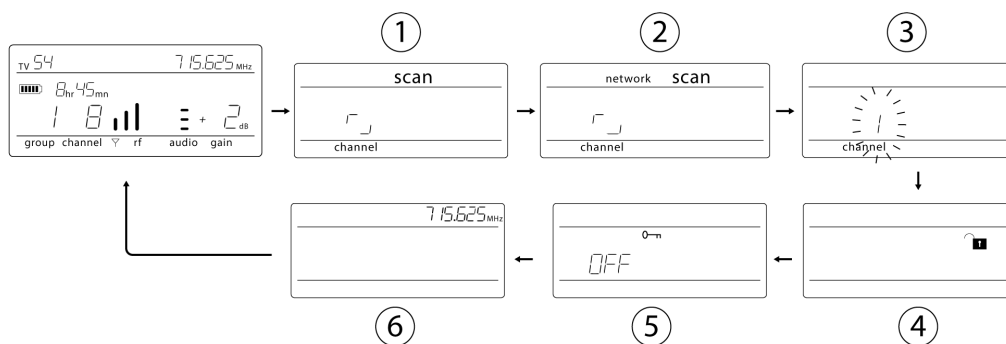 1 2 3
TV 54 715.625 MHz
8 hr 45 mn
1 8 + 2 dB
group channel rf audio gain
scan
channel
network scan
channel
1
channel
715.625 MHz
OFF
6 5 4